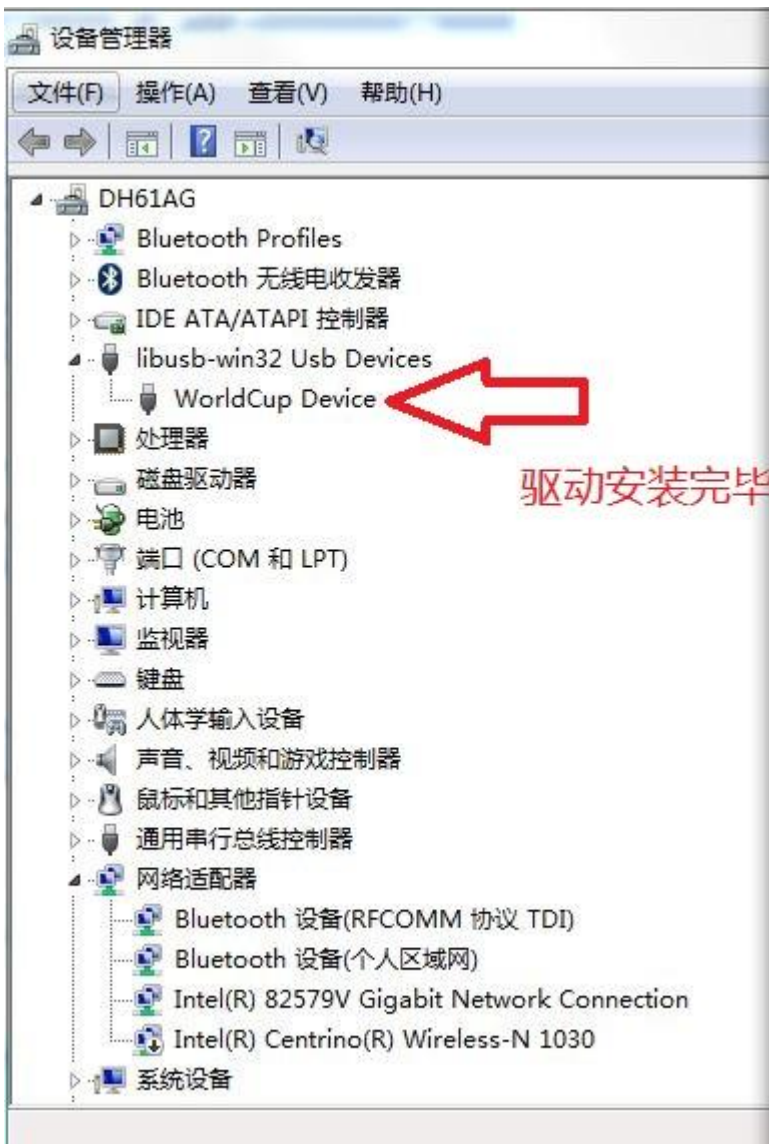 设备管理器
文件(F) 操作(A) 查看(V) 帮助(H)
DH61AG
Bluetooth Profiles
Bluetooth 无线电收发器
IDE ATA/ATAPI 控制器
libusb-win32 Usb Devices
WorldCup Device
处理器
磁盘驱动器
驱动安装完毕
电池
端口 (COM 和 LPT)
计算机
监视器
键盘
人体学输入设备
声音、视频和游戏控制器
鼠标和其他指针设备
通用串行总线控制器
网络适配器
Bluetooth 设备(RFCOMM 协议 TDI)
Bluetooth 设备(个人区域网)
Intel(R) 82579V Gigabit Network Connection
Intel(R) Centrino(R) Wireless-N 1030
系统设备